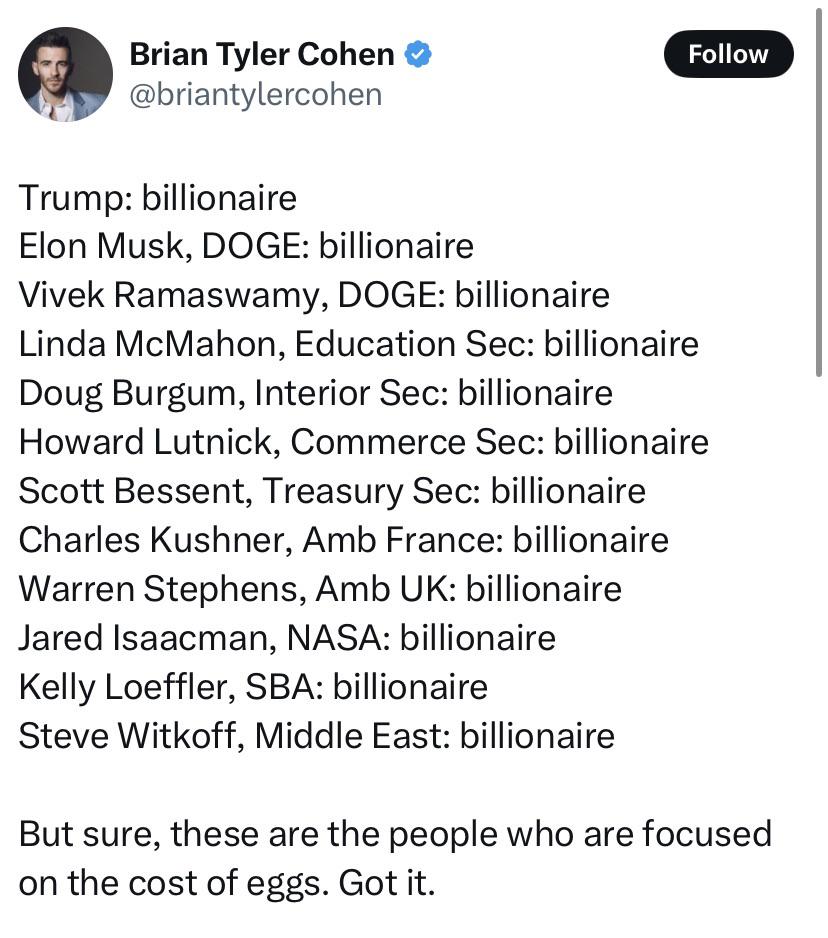 Brian Tyler Cohen
Follow
@briantylercohen
Trump: billionaire
Elon Musk, DOGE: billionaire
Vivek Ramaswamy, DOGE: billionaire
Linda McMahon, Education Sec: billionaire
Doug Burgum, Interior Sec: billionaire
Howard Lutnick, Commerce Sec: billionaire
Scott Bessent, Treasury Sec: billionaire
Charles Kushner, Amb France: billionaire
Warren Stephens, Amb UK: billionaire
Jared Isaacman, NASA: billionaire
Kelly Loeffler, SBA: billionaire
Steve Witkoff, Middle East: billionaire
But sure, these are the people who are focused
on the cost of eggs. Got it.